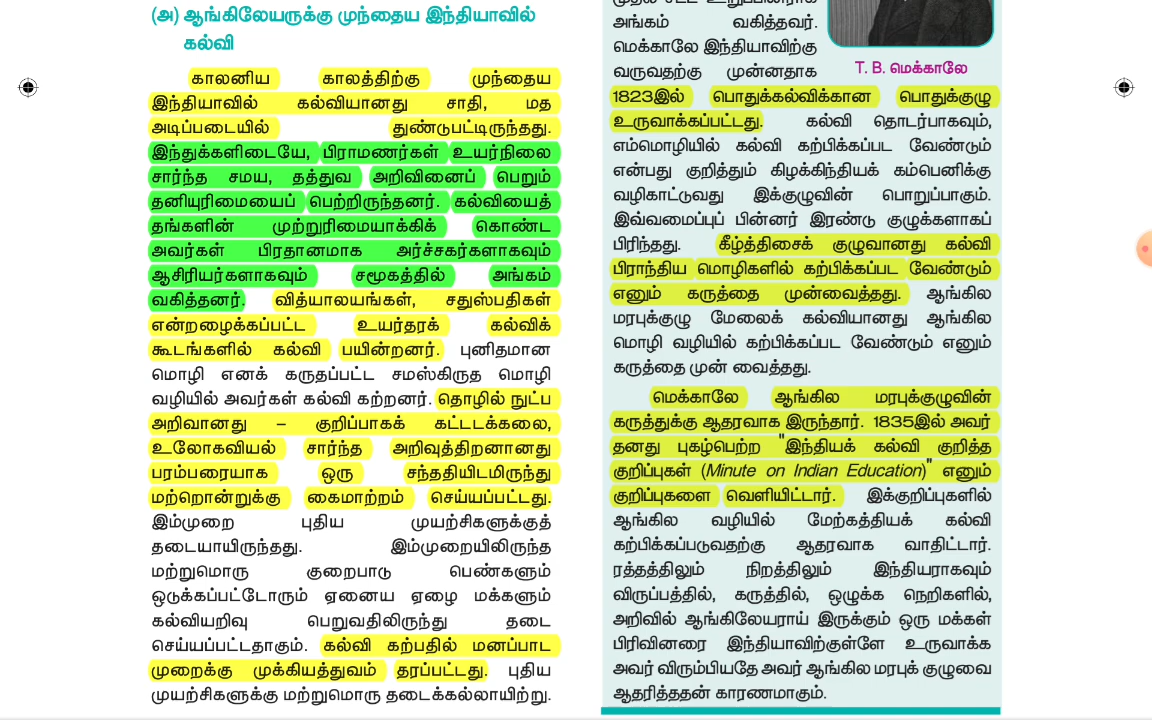 (அ) ஆங்கிலேயருக்கு முந்தைய இந்தியாவில்
கல்வி
காலனிய காலத்திற்கு முந்தைய
இந்தியாவில் கல்வியானது சாதி, மத
அடிப்படையில் துண்டுபட்டிருந்தது.
இந்துக்களிடையே, பிராமணர்கள் உயர்நிலை
சார்ந்த சமய, தத்துவ அறிவினைப் பெறும்
தனியுரிமையைப் பெற்றிருந்தனர். கல்வியைத்
தங்களின் முற்றுரிமையாக்கிக் கொண்ட
அவர்கள் பிரதானமாக அர்ச்சகர்களாகவும்
ஆசிரியர்களாகவும் சமூகத்தில் அங்கம்
வகித்தனர். வித்யாலயங்கள், சதுஸ்பதிகள்
என்றழைக்கப்பட்ட உயர்தரக் கல்விக்
கூடங்களில் கல்வி பயின்றனர். புனிதமான
மொழி எனக் கருதப்பட்ட சமஸ்கிருத மொழி
வழியில் அவர்கள் கல்வி கற்றனர். தொழில் நுட்ப
அறிவானது – குறிப்பாகக் கட்டடக்கலை,
உலோகவியல் சார்ந்த அறிவுத்திறனானது
பரம்பரையாக ஒரு சந்ததியிடமிருந்து
மற்றொன்றுக்கு கைமாற்றம் செய்யப்பட்டது.
இம்முறை புதிய முயற்சிகளுக்குத்
தடையாயிருந்தது. இம்முறையிலிருந்த
மற்றுமொரு குறைபாடு பெண்களும்
ஒடுக்கப்பட்டோரும் ஏனைய ஏழை மக்களும்
கல்வியறிவு பெறுவதிலிருந்து தடை
செய்யப்பட்டதாகும். கல்வி கற்பதில் மனப்பாட
முறைக்கு முக்கியத்துவம் தரப்பட்டது. புதிய
முயற்சிகளுக்கு மற்றுமொரு தடைக்கல்லாயிற்று.
அங்கம் வகித்தவர்.
மெக்காலே இந்தியாவிற்கு
வருவதற்கு முன்னதாக
T. B. மெக்காலே
1823இல் பொதுக்கல்விக்கான பொதுக்குழு
உருவாக்கப்பட்டது. கல்வி தொடர்பாகவும்,
எம்மொழியில் கல்வி கற்பிக்கப்பட வேண்டும்
என்பது குறித்தும் கிழக்கிந்தியக் கம்பெனிக்கு
வழிகாட்டுவது இக்குழுவின் பொறுப்பாகும்.
இவ்வமைப்புப் பின்னர் இரண்டு குழுக்களாகப்
பிரிந்தது. கீழ்த்திசைக் குழுவானது கல்வி
பிராந்திய மொழிகளில் கற்பிக்கப்பட வேண்டும்
எனும் கருத்தை முன்வைத்தது. ஆங்கில
மரபுக்குழு மேலைக் கல்வியானது ஆங்கில
மொழி வழியில் கற்பிக்கப்பட வேண்டும் எனும்
கருத்தை முன் வைத்தது.
மெக்காலே ஆங்கில மரபுக்குழுவின்
கருத்துக்கு ஆதரவாக இருந்தார். 1835இல் அவர்
தனது புகழ்பெற்ற "இந்தியக் கல்வி குறித்த
குறிப்புகள் (Minute on Indian Education)" எனும்
குறிப்புகளை வெளியிட்டார். இக்குறிப்புகளில்
ஆங்கில வழியில் மேற்கத்தியக் கல்வி
கற்பிக்கப்படுவதற்கு ஆதரவாக வாதிட்டார்.
ரத்தத்திலும் நிறத்திலும் இந்தியராகவும்
விருப்பத்தில், கருத்தில், ஒழுக்க நெறிகளில்,
அறிவில் ஆங்கிலேயராய் இருக்கும் ஒரு மக்கள்
பிரிவினரை இந்தியாவிற்குள்ளே உருவாக்க
அவர் விரும்பியதே அவர் ஆங்கில மரபுக் குழுவை
ஆதரித்ததன் காரணமாகும்.